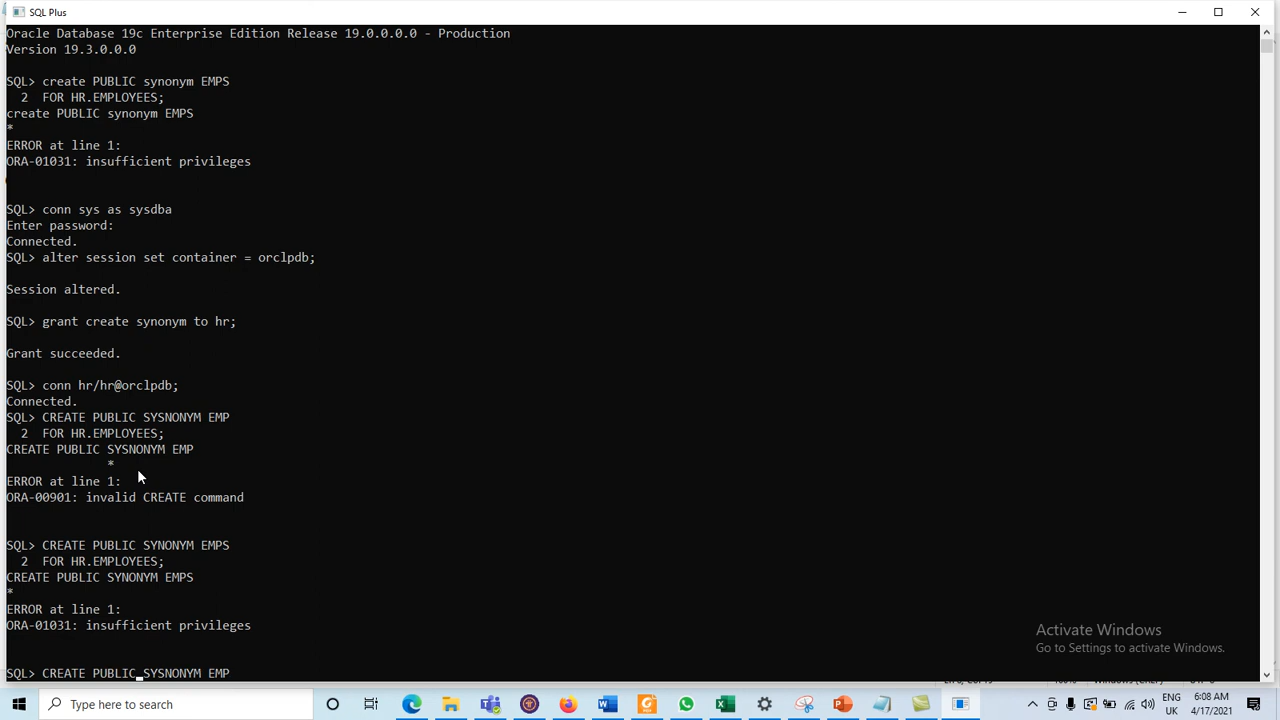 SQL Plus
Oracle Database 19c Enterprise Edition Release 19.0.0.0.0 - Production
Version 19.3.0.0.0
SQL> create PUBLIC synonym EMPS
2 FOR HR.EMPLOYEES;
create PUBLIC synonym EMPS
*
ERROR at line 1:
ORA-01031: insufficient privileges
SQL> conn sys as sysdba
Enter password:
Connected.
SQL> alter session set container = orclpdb;
Session altered.
SQL> grant create synonym to hr;
Grant succeeded.
SQL> conn hr/hr@orclpdb;
Connected.
SQL> CREATE PUBLIC SYSNONYM EMP
2 FOR HR.EMPLOYEES;
CREATE PUBLIC SYSNONYM EMP
*
ERROR at line 1:
ORA-00901: invalid CREATE command
SQL> CREATE PUBLIC SYNONYM EMPS
2 FOR HR.EMPLOYEES;
CREATE PUBLIC SYNONYM EMPS
*
ERROR at line 1:
ORA-01031: insufficient privileges
SQL> CREATE PUBLIC SYSNONYM EMP
Activate Windows
Go to Settings to activate Windows.
Type here to search
ENG
UK
6:08 AM
4/17/2021